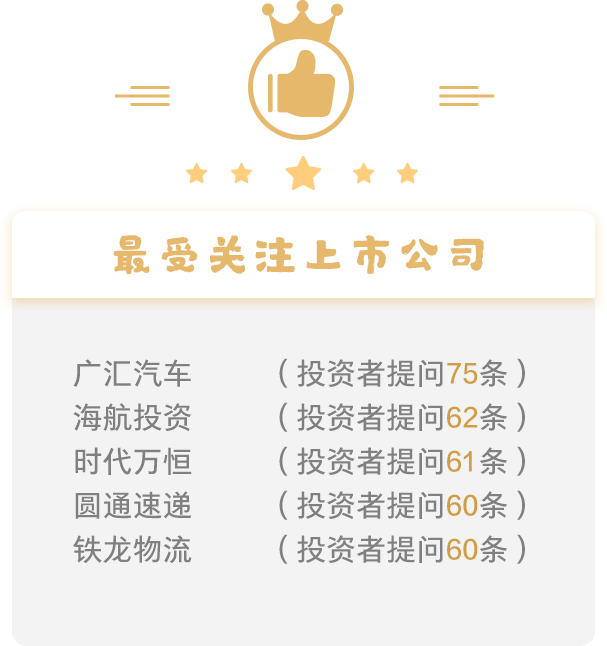 最受关注上市公司
广汇汽车 （投资者提问75条）
海航投资 （投资者提问62条）
时代万恒 （投资者提问61条）
圆通速递 （投资者提问60条）
铁龙物流 （投资者提问60条）